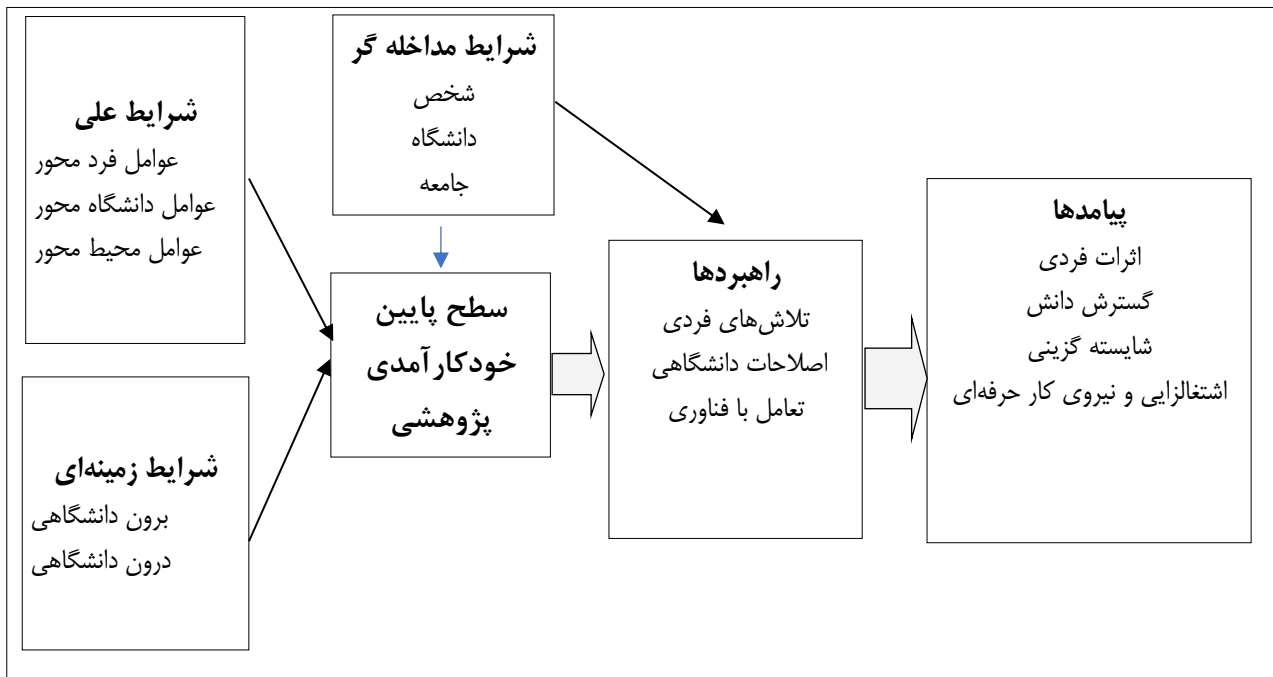 شرایط علی
عوامل فرد محور
عوامل دانشگاه محور
عوامل محیط محور
شرایط زمینه‌ای
برون دانشگاهی
درون دانشگاهی
شرایط مداخله گر
شخص
دانشگاه
جامعه
سطح پایین
خودکارآمدی
پژوهشی
راهبردها
تلاش‌های فردی
اصلاحات دانشگاهی
تعامل با فناوری
پیامدها
اثرات فردی
گسترش دانش
شایسته گزینی
اشتغالزایی و نیروی کار حرفه‌ای